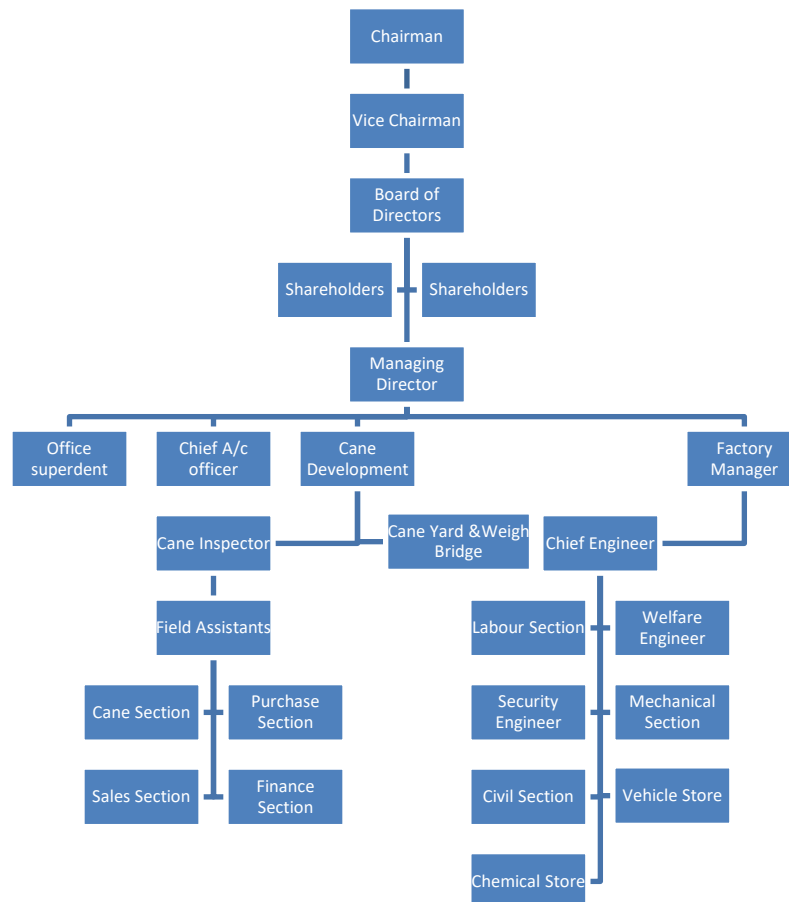 Chairman
Vice Chairman
Board of
Directors
Shareholders
Shareholders
Managing
Director
Office
superdent
Chief A/c
officer
Cane
Development
Factory
Manager
Cane Inspector
Cane Yard &Weigh
Bridge
Chief Engineer
Field Assistants
Labour Section
Welfare
Engineer
Cane Section
Purchase
Section
Security
Engineer
Mechanical
Section
Sales Section
Finance
Section
Civil Section
Vehicle Store
Chemical Store